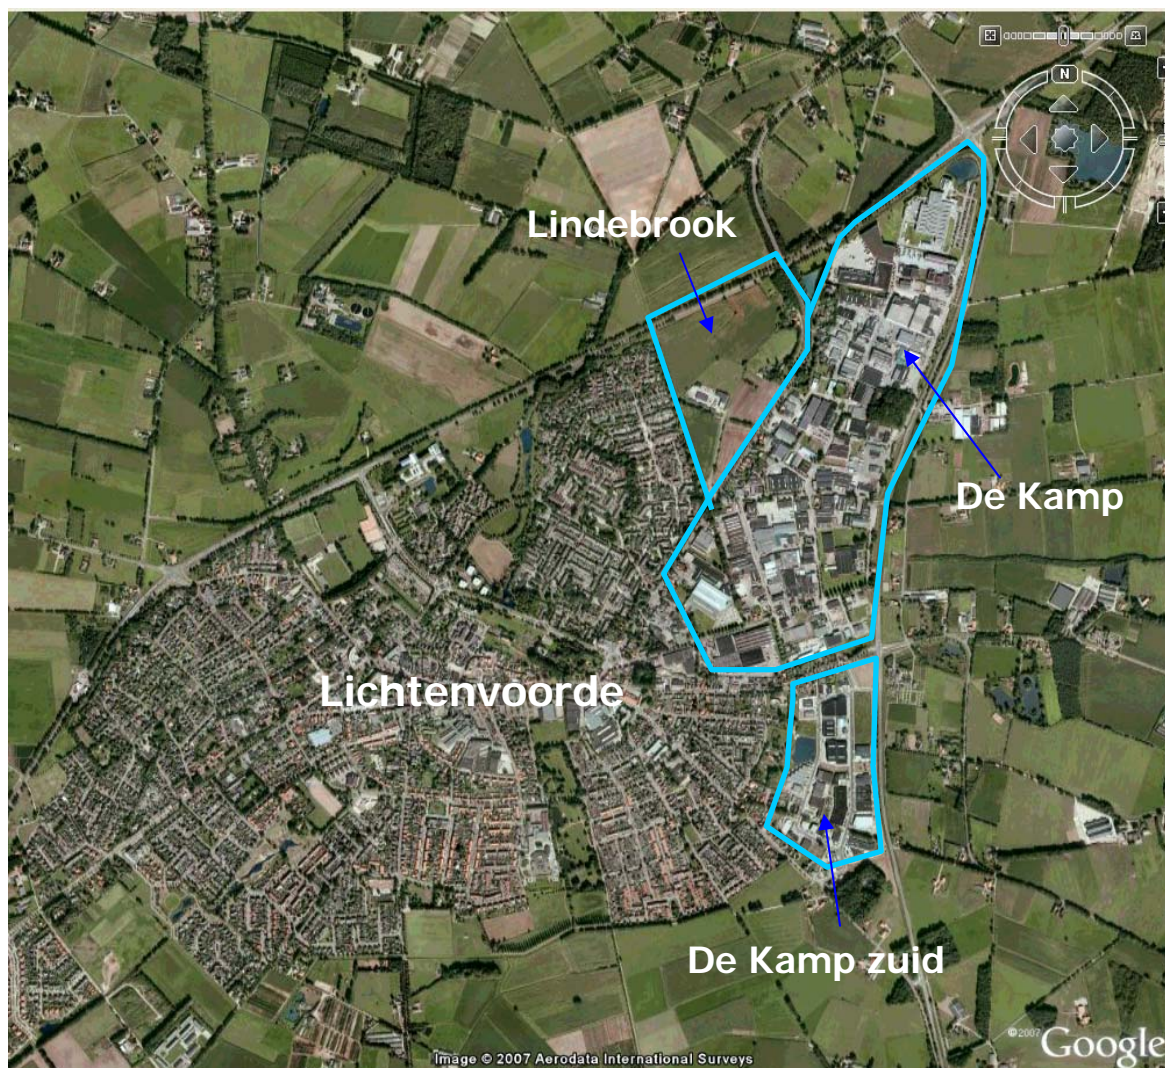 N
Lindebrook
De Kamp
Lichtenvoorde
De Kamp zuid
©2007 Google
Image © 2007 Aerodata International Surveys